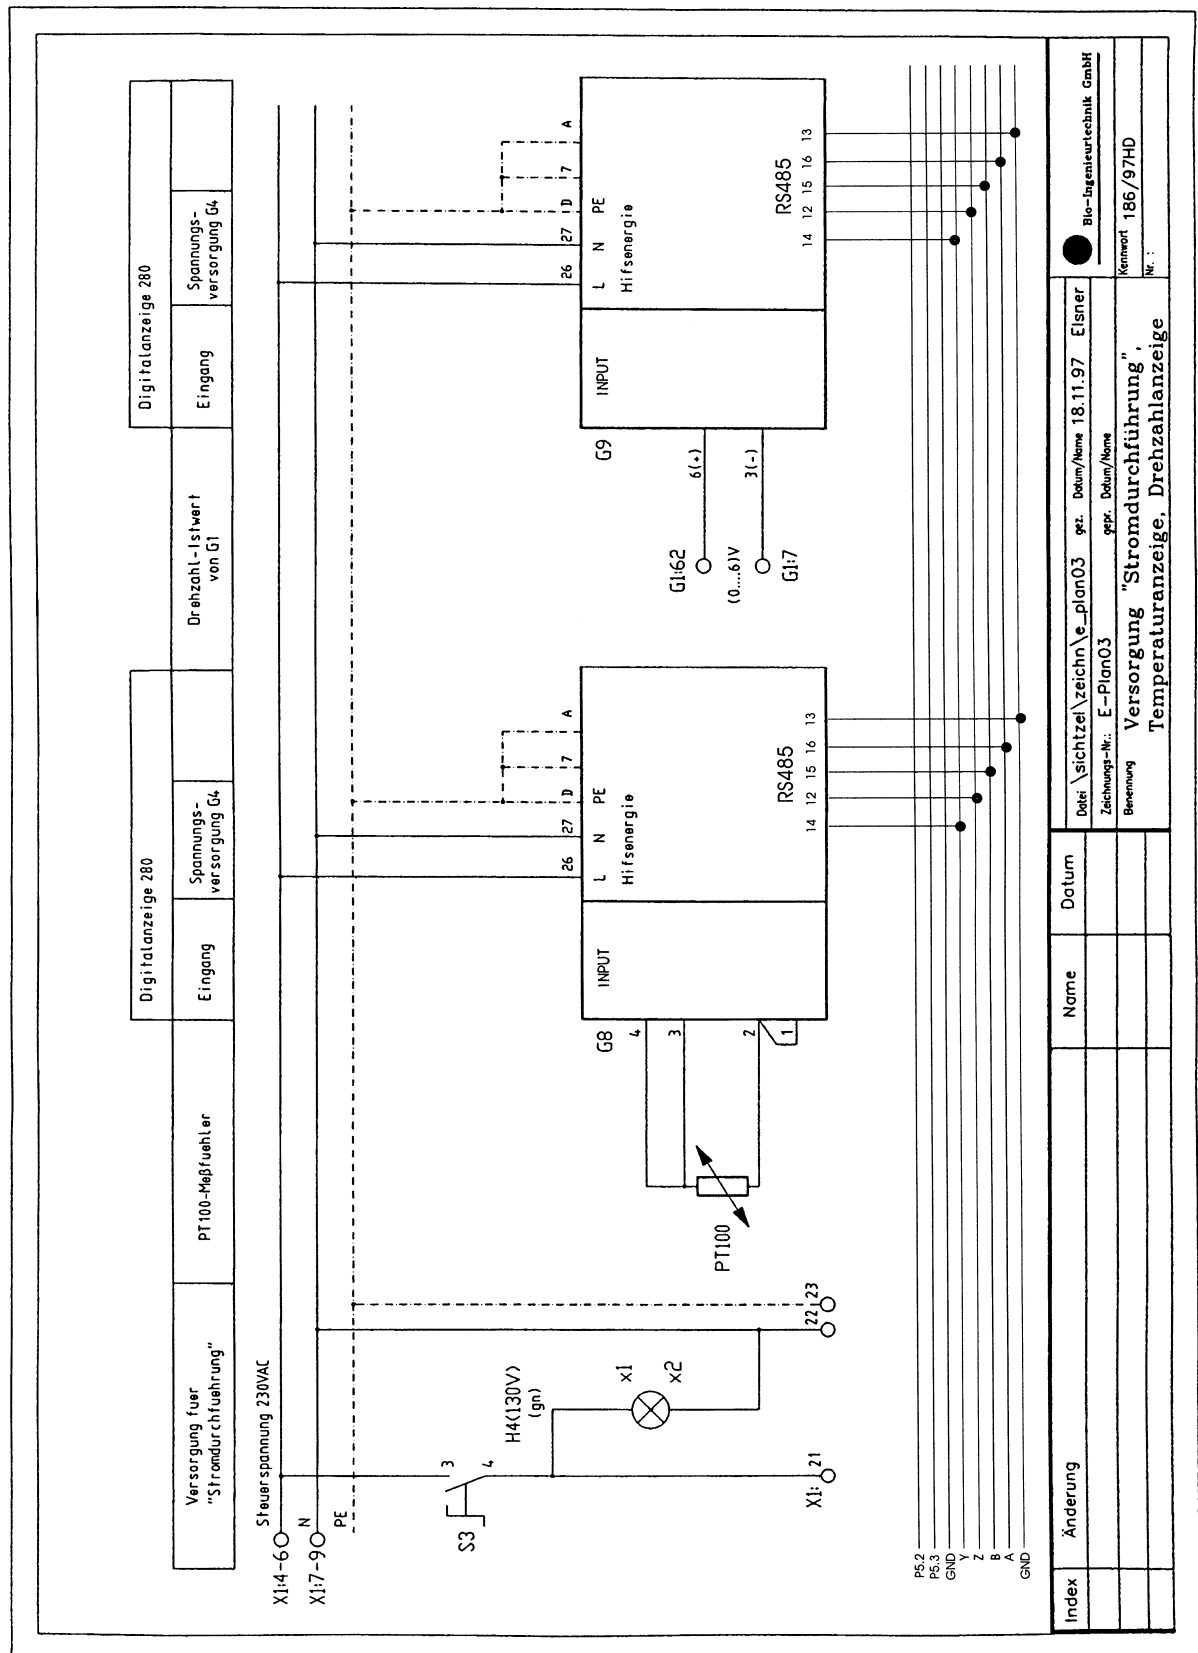 Versorgung fuer
"Stromdurchfuehrung"
PT100-Meßfuehler
Digitalanzeige 280
Eingang
Spannungs-
versorgung G4
Drehzahl-Istwert
von G1
Digitalanzeige 280
Eingang
Spannungs-
versorgung G4
X1:4-6
Steuerspannung 230VAC
X1:7-9
N
PE
S3
3
4
H4(130V)
(gn)
x1
x2
X1:
21
22
23
PT100
G8
4
3
2
1
INPUT
26
27
D
7
A
L
N
PE
Hifsenergie
RS485
14
12
15
16
13
G1:62
(0....6)V
G1:7
6(+)
3(-)
G9
INPUT
26
27
D
7
A
L
N
PE
Hifsenergie
RS485
14
12
15
16
13
P5.2
P5.3
GND
Y
Z
B
A
GND
Index
Änderung
Name
Datum
Datei \sichtzel\zeichn\e_plan03 gez. Datum/Name 18.11.97 Elsner
Zeichnungs-Nr.: E-Plan03 gepr. Datum/Name
Benennung Versorgung "Stromdurchführung",
Temperaturanzeige, Drehzahlanzeige
Bio-Ingenieurtechnik GmbH
Kennwort 186/97HD
Nr. :